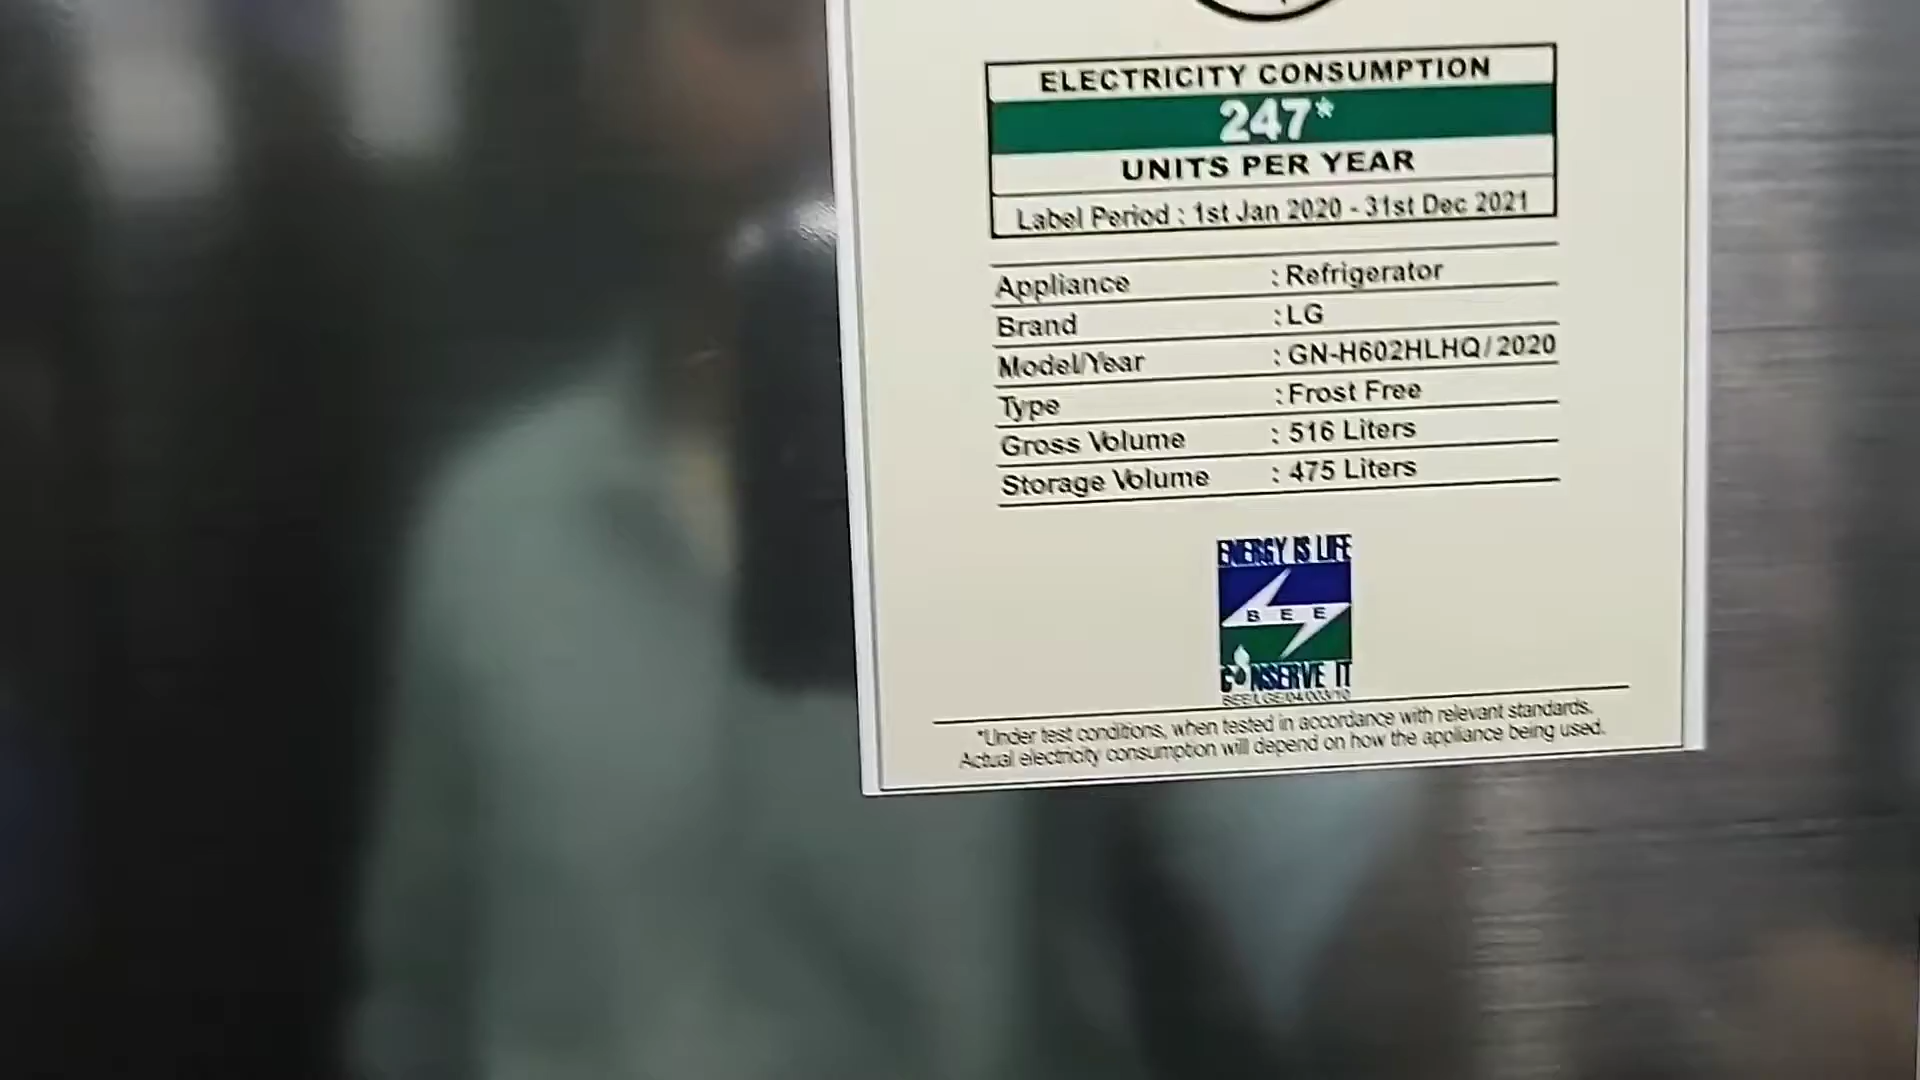 ELECTRICITY CONSUMPTION
247*
UNITS PER YEAR
Label Period : 1st Jan 2020 - 31st Dec 2021
Appliance : Refrigerator
Brand : LG
Model/Year : GN-H602HLHQ/2020
Type : Frost Free
Gross Volume : 516 Liters
Storage Volume : 475 Liters
ENERGY IS LIFE
B E E
CONSERVE IT
*Under test conditions, when tested in accordance with relevant standards.
Actual electricity consumption will depend on how the appliance being used.